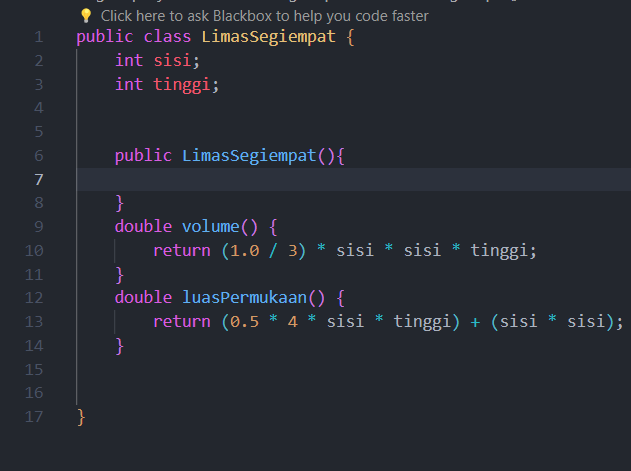 💡 Click here to ask Blackbox to help you code faster
1 public class LimasSegiempat {
2     int sisi;
3     int tinggi;
4
5
6     public LimasSegiempat(){
7
8     }
9     double volume() {
10         return (1.0 / 3) * sisi * sisi * tinggi;
11     }
12     double luasPermukaan() {
13         return (0.5 * 4 * sisi * tinggi) + (sisi * sisi);
14     }
15
16
17 }